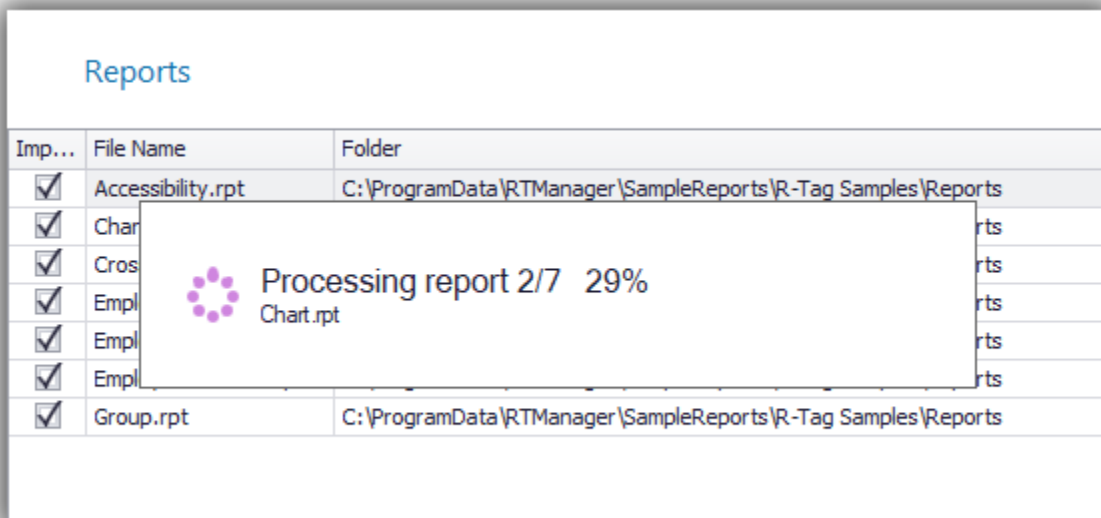 Reports
Imp... File Name Folder
Accessibility.rpt C:\ProgramData\RTManager\SampleReports\R-Tag Samples\Reports
Char rts
Cros rts
Processing report 2/7 29%
Empl rts
Chart.rpt
Empl rts
Empl rts
Group.rpt C:\ProgramData\RTManager\SampleReports\R-Tag Samples\Reports